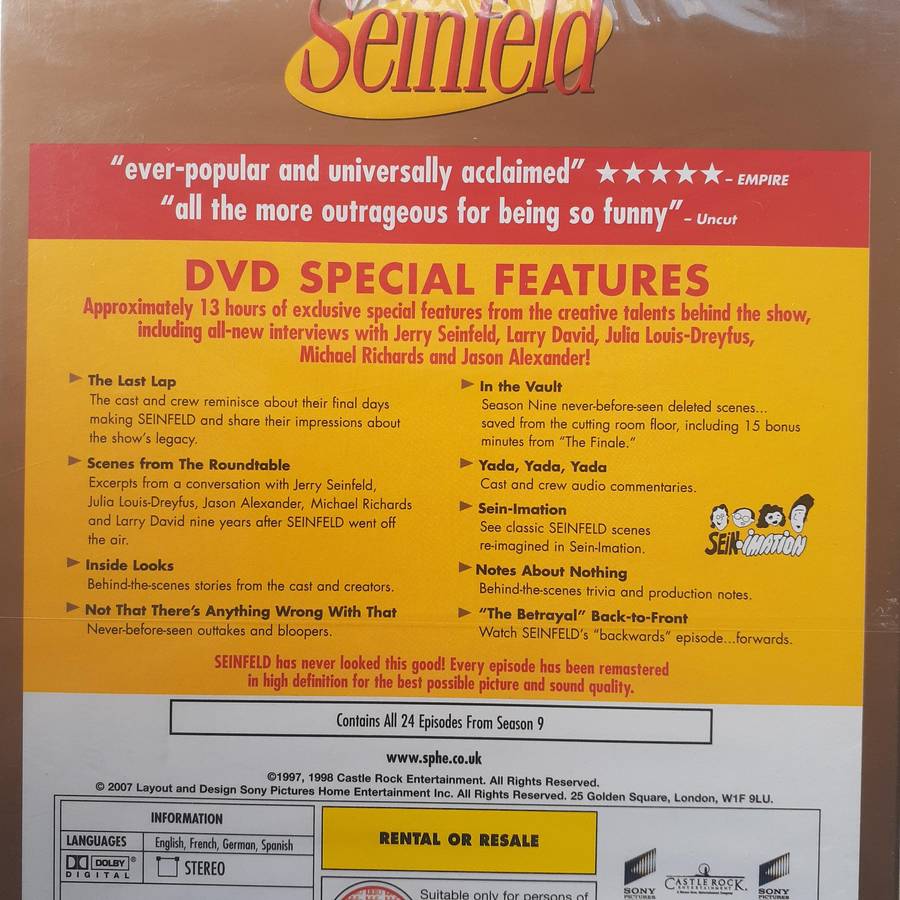 Seinfeld
“ever-popular and universally acclaimed” ★★★★★ – EMPIRE
“all the more outrageous for being so funny” – Uncut
DVD SPECIAL FEATURES
Approximately 13 hours of exclusive special features from the creative talents behind the show,
including all-new interviews with Jerry Seinfeld, Larry David, Julia Louis-Dreyfus,
Michael Richards and Jason Alexander!
The Last Lap
The cast and crew reminisce about their final days
making SEINFELD and share their impressions about
the show’s legacy.
Scenes from The Roundtable
Excerpts from a conversation with Jerry Seinfeld,
Julia Louis-Dreyfus, Jason Alexander, Michael Richards
and Larry David nine years after SEINFELD went off
the air.
Inside Looks
Behind-the-scenes stories from the cast and creators.
Not That There’s Anything Wrong With That
Never-before-seen outtakes and bloopers.
In the Vault
Season Nine never-before-seen deleted scenes...
saved from the cutting room floor, including 15 bonus
minutes from “The Finale.”
Yada, Yada, Yada
Cast and crew audio commentaries.
Sein-Imation
See classic SEINFELD scenes
re-imagined in Sein-Imation.
SEIN-IMATION
Notes About Nothing
Behind-the-scenes trivia and production notes.
“The Betrayal” Back-to-Front
Watch SEINFELD’s “backwards” episode...forwards.
SEINFELD has never looked this good! Every episode has been remastered
in high definition for the best possible picture and sound quality.
Contains All 24 Episodes From Season 9
www.sphe.co.uk
©1997, 1998 Castle Rock Entertainment. All Rights Reserved.
© 2007 Layout and Design Sony Pictures Home Entertainment Inc. All Rights Reserved. 25 Golden Square, London, W1F 9LU.
INFORMATION
LANGUAGES English, French, German, Spanish
DOLBY® DIGITAL STEREO
RENTAL OR RESALE
Suitable only for persons of
SONY PICTURES
CASTLE ROCK ENTERTAINMENT
SONY PICTURES